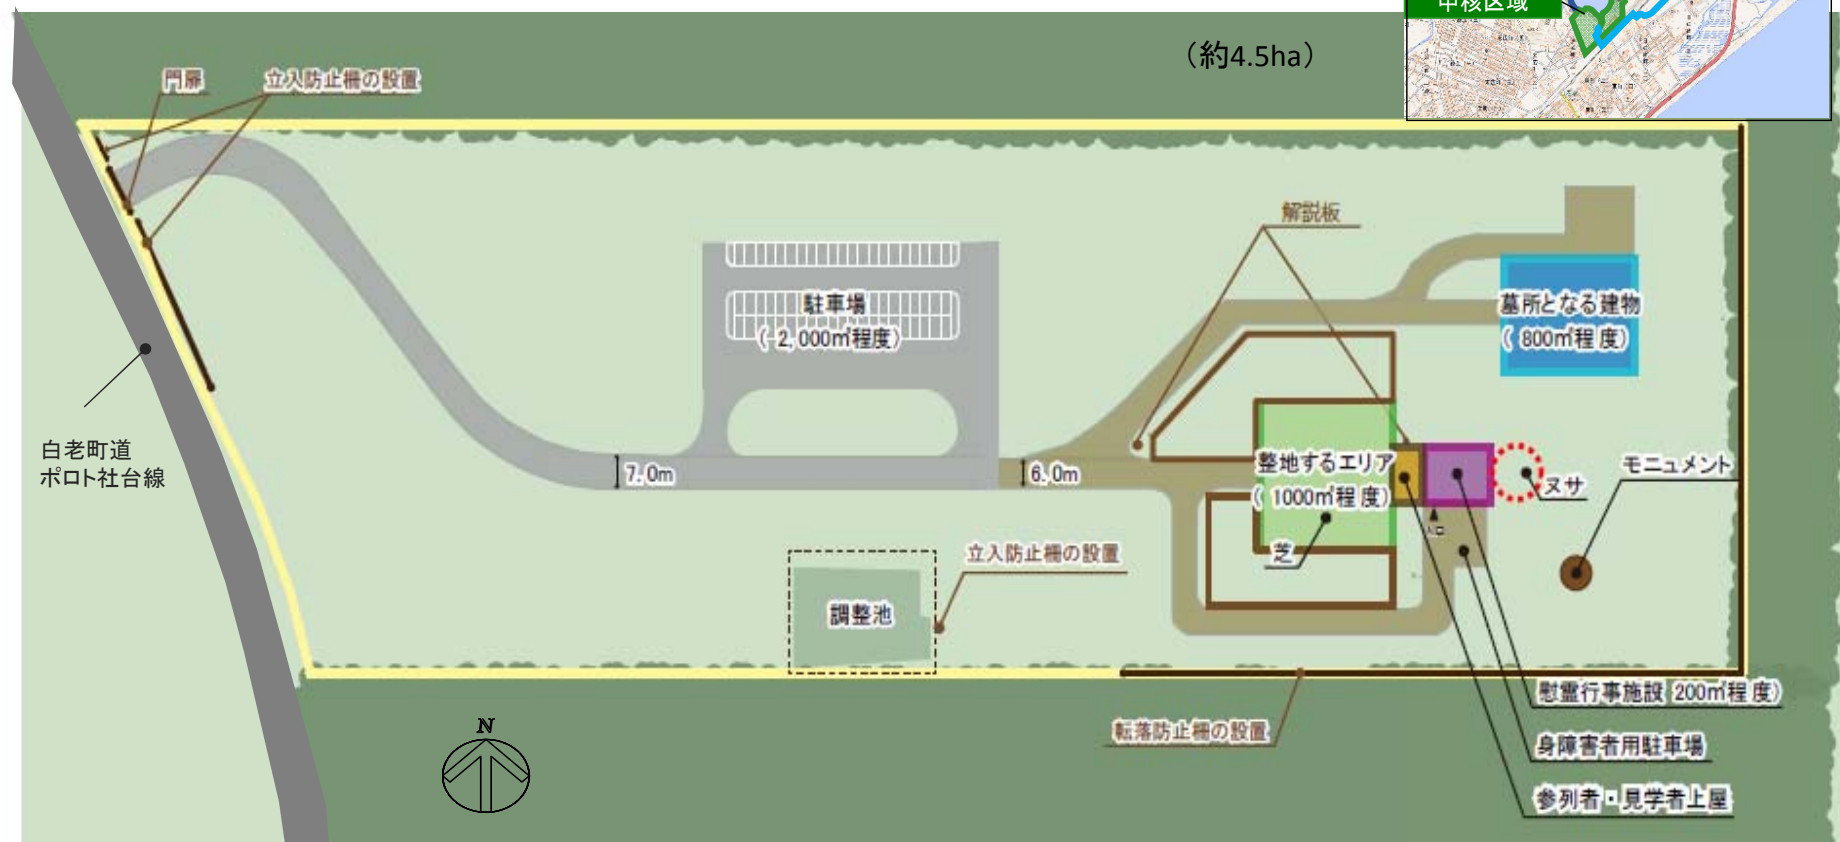 中核区域
（約4.5ha）
門扉
立入防止柵の設置
解説板
駐車場
（ 2,000㎡程度）
墓所となる建物
（ 800㎡程度）
白老町道
ポロト社台線
7.0m
6.0m
整地するエリア
（ 1000㎡程度）
芝
入口
ヌサ
モニュメント
立入防止柵の設置
調整池
慰霊行事施設 200㎡程度）
転落防止柵の設置
身障害者用駐車場
参列者・見学者上屋
N